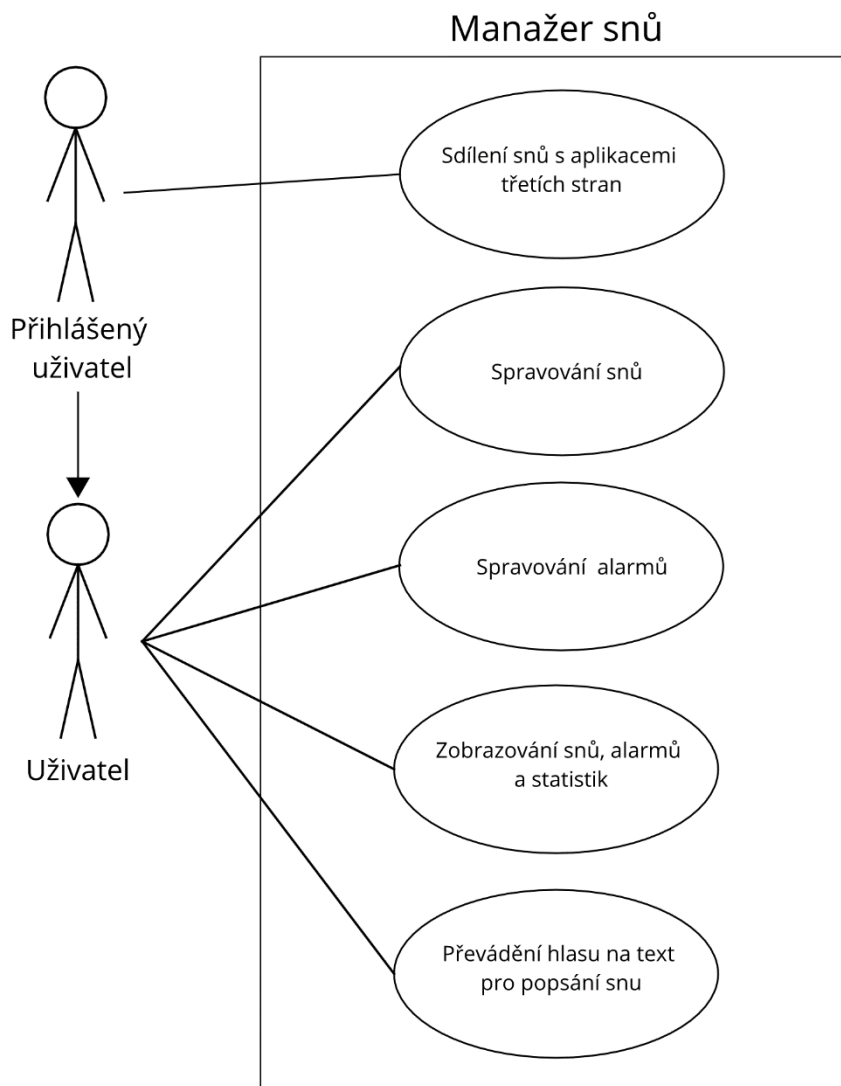 Manažer snů
Sdílení snů s aplikacemi
třetích stran
Přihlášený
uživatel
Spravování snů
Spravování alarmů
Zobrazování snů, alarmů
a statistik
Uživatel
Převádění hlasu na text
pro popsání snu